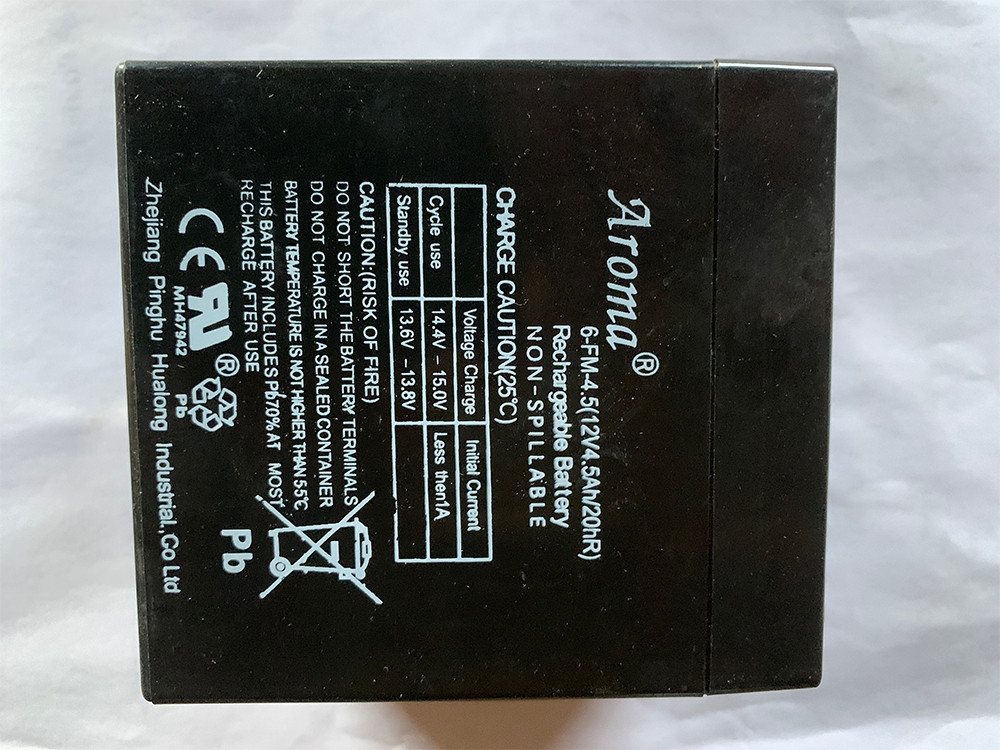 Aroma ®
6-FM-4.5(12V4.5Ah/20hR)
Rechargeable Battery
NON-SPILLABLE
CHARGE CAUTION(25℃)
Voltage Charge Initial Current
Cycle use 14.4V - 15.0V Less then1A
Standby use 13.6V -13.8V
CAUTION:(RISK OF FIRE)
DO NOT SHORT THE BATTERY TERMINALS
DO NOT CHARGE IN A SEALED CONTAINER
BATTERY TEMPERATURE IS NOT HIGHER THAN 55℃
THIS BATTERY INCLUDES Pb70% AT MOST
RECHARGE AFTER USE
Pb
CE
UR ®
MH47942
Pb
Zhejiang Pinghu Hualong Industrial.,Co Ltd